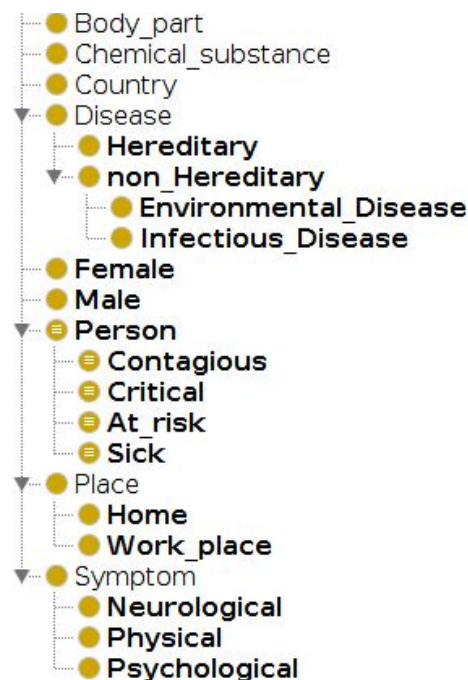 Body_part
Chemical_substance
Country
Disease
Hereditary
non_Hereditary
Environmental_Disease
Infectious_Disease
Female
Male
Person
Contagious
Critical
At_risk
Sick
Place
Home
Work_place
Symptom
Neurological
Physical
Psychological